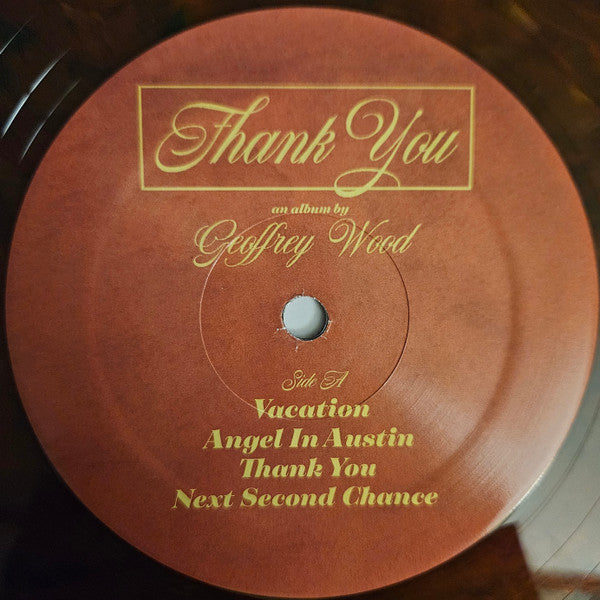 Thank You
an album by
Geoffrey Wood
Side A
Vacation
Angel In Austin
Thank You
Next Second Chance